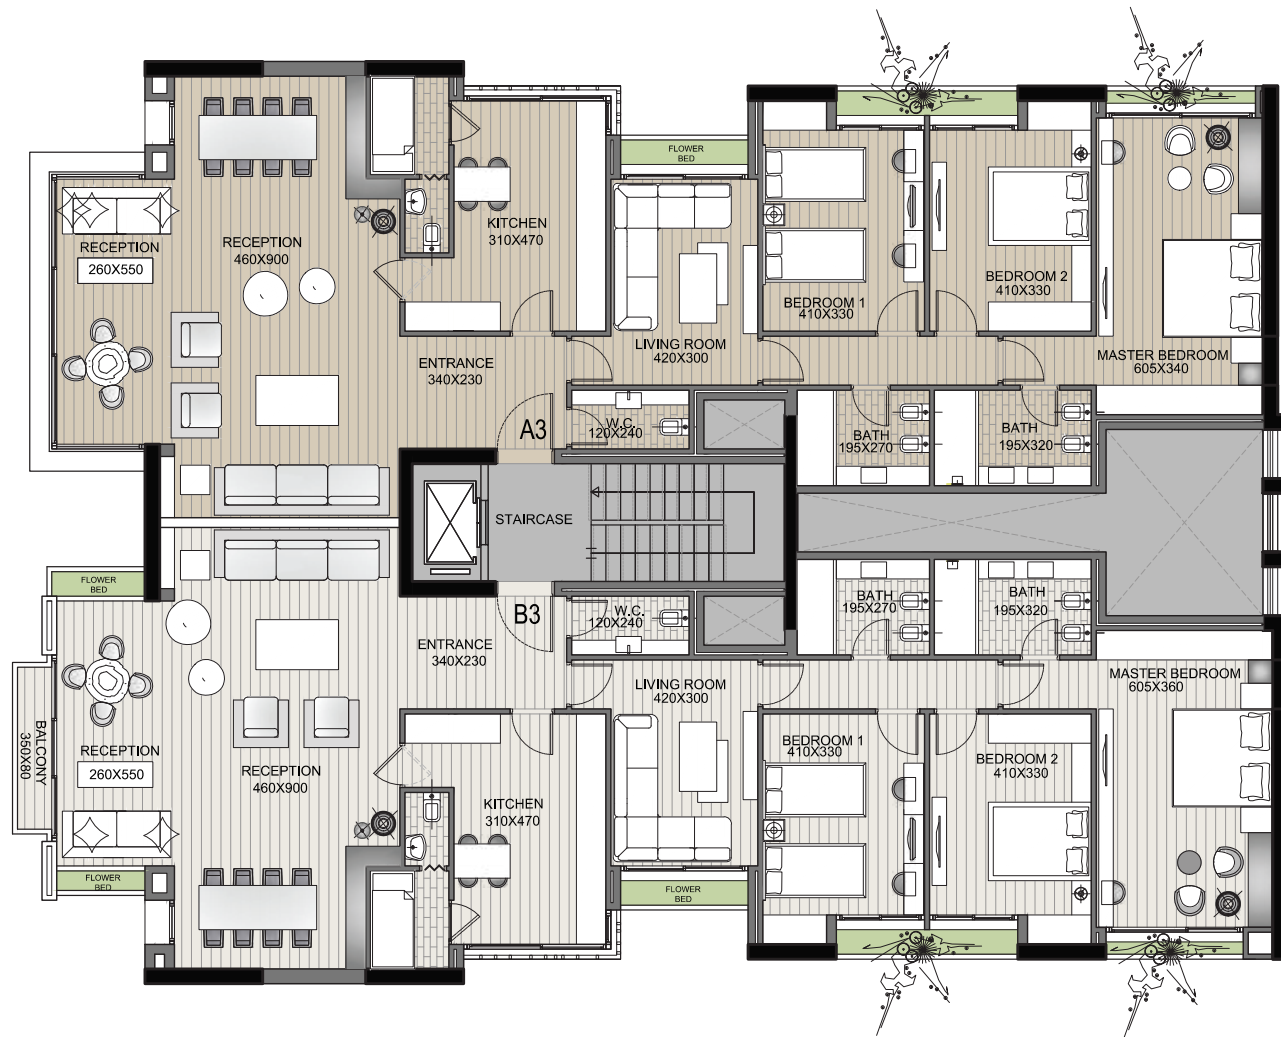 FLOWER
BED
RECEPTION
260X550
RECEPTION
460X900
KITCHEN
310X470
BEDROOM 1
410X330
BEDROOM 2
410X330
LIVING ROOM
420X300
MASTER BEDROOM
605X340
ENTRANCE
340X230
A3
W.C.
120X240
BATH
195X270
BATH
195X320
STAIRCASE
FLOWER
BED
B3
W.C.
120X240
BATH
195X270
BATH
195X320
ENTRANCE
340X230
LIVING ROOM
420X300
MASTER BEDROOM
605X360
BALCONY
350X80
RECEPTION
260X550
RECEPTION
460X900
BEDROOM 1
410X330
BEDROOM 2
410X330
KITCHEN
310X470
FLOWER
BED
FLOWER
BED